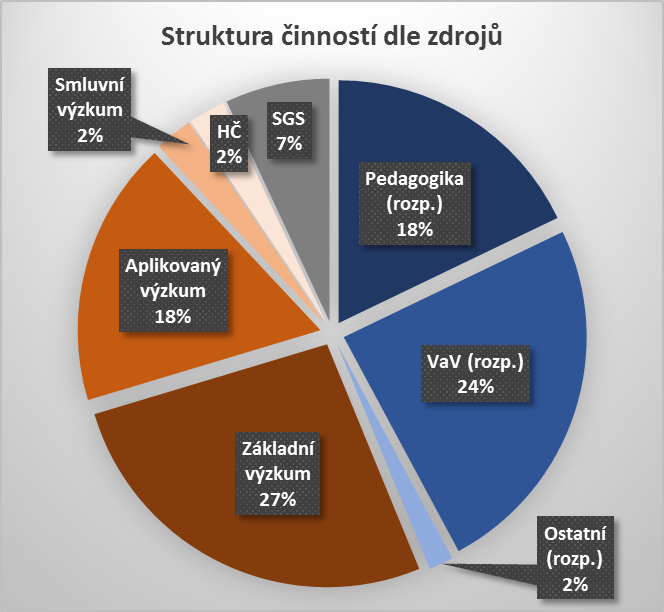 Struktura činností dle zdrojů
Smluvní
výzkum
2%
HČ
2%
SGS
7%
Pedagogika
(rozp.)
18%
Aplikovaný
výzkum
18%
VaV (rozp.)
24%
Základní
výzkum
27%
Ostatní
(rozp.)
2%